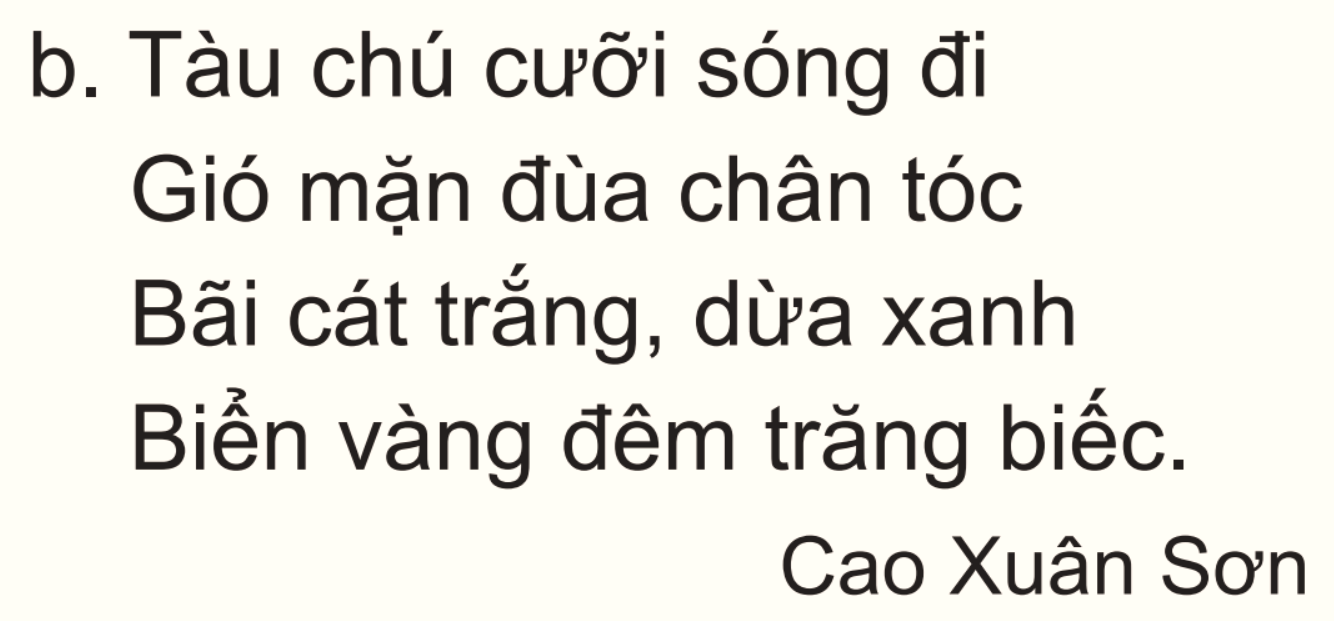 b. Tàu chú cưỡi sóng đi
Gió mặn đùa chân tóc
Bãi cát trắng, dừa xanh
Biển vàng đêm trăng biếc.
Cao Xuân Sơn